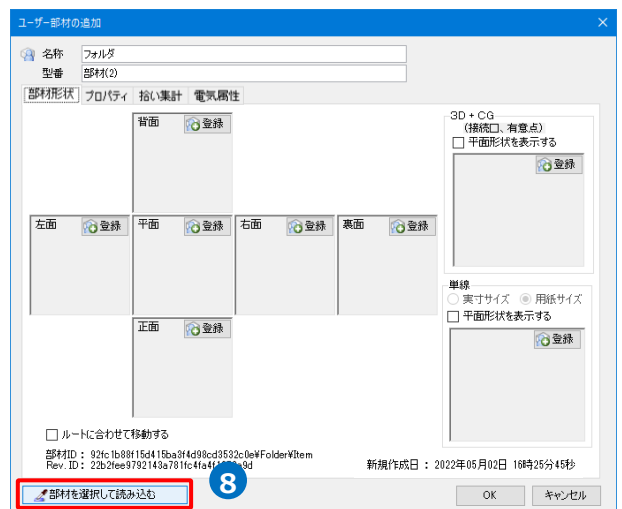 ユーザー部材の追加
名称 フォルダ
型番 部材(2)
部材形状 プロパティ 拾い集計 電気属性
背面 登録
3D + CG
(接続口、有意点)
平面形状を表示する
登録
左面 登録 平面 登録 右面 登録 裏面 登録
単線
実寸サイズ 用紙サイズ
平面形状を表示する
登録
正面 登録
ルートに合わせて移動する
部材ID : 92fc1b88f15d415ba3f4d98cd3532c0e¥Folder¥Item
Rev. ID : 新規作成日 : 2022年05月02日 16時25分45秒
部材を選択して読み込む
8
OK キャンセル